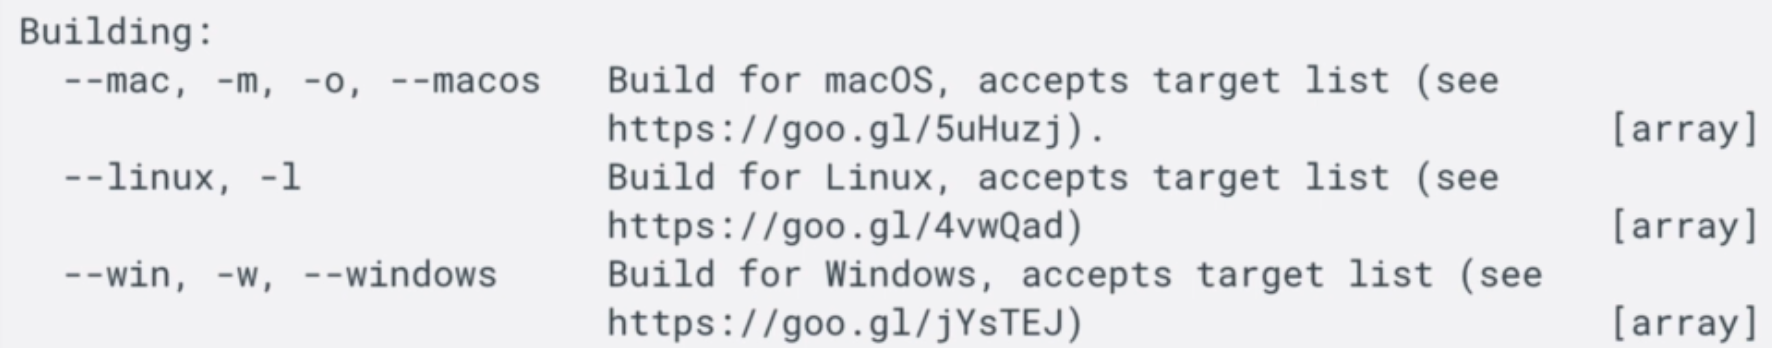 Building:
  --mac, -m, -o, --macos   Build for macOS, accepts target list (see
                           https://goo.gl/5uHuzj).                       [array]
  --linux, -l              Build for Linux, accepts target list (see
                           https://goo.gl/4vwQad)                        [array]
  --win, -w, --windows     Build for Windows, accepts target list (see
                           https://goo.gl/jYsTEJ)                        [array]